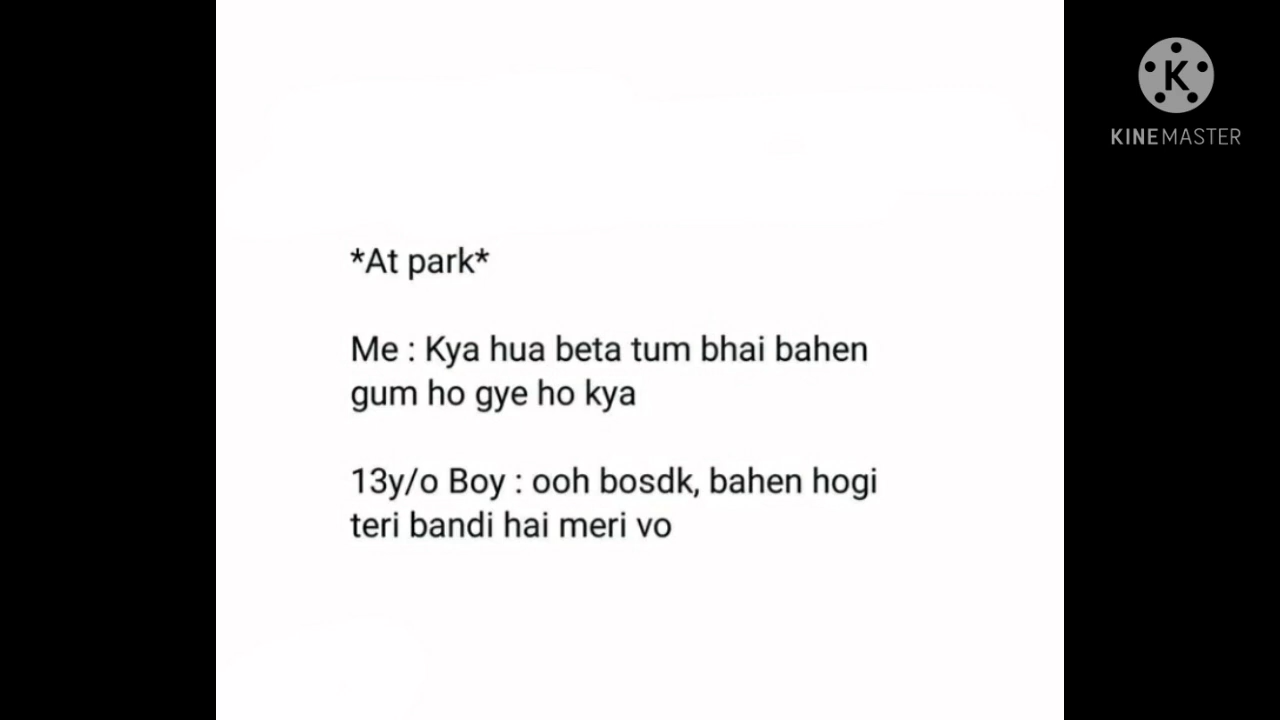 *At park*
Me : Kya hua beta tum bhai bahen
gum ho gye ho kya
13y/o Boy : ooh bosdk, bahen hogi
teri bandi hai meri vo
K
KINEMASTER